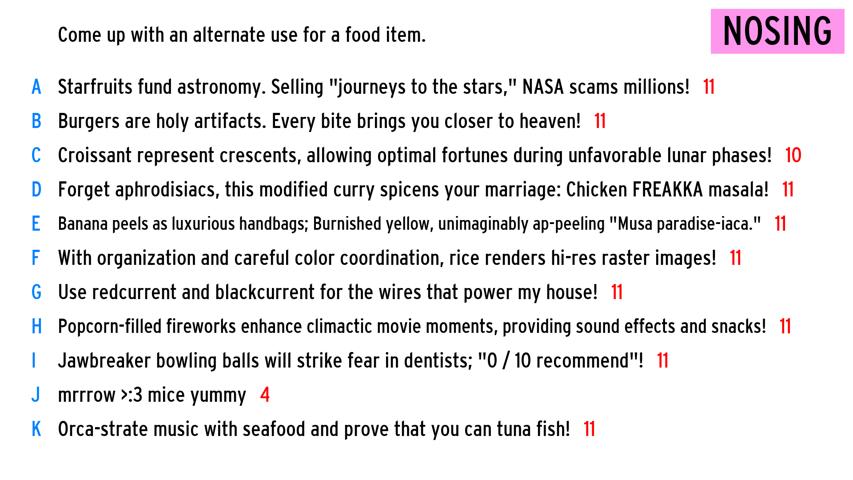 Come up with an alternate use for a food item.
NOSING
A Starfruits fund astronomy. Selling "journeys to the stars," NASA scams millions! 11
B Burgers are holy artifacts. Every bite brings you closer to heaven! 11
C Croissant represent crescents, allowing optimal fortunes during unfavorable lunar phases! 10
D Forget aphrodisiacs, this modified curry spicens your marriage: Chicken FREAKKA masala! 11
E Banana peels as luxurious handbags; Burnished yellow, unimaginably ap-peeling "Musa paradise-iaca." 11
F With organization and careful color coordination, rice renders hi-res raster images! 11
G Use redcurrent and blackcurrent for the wires that power my house! 11
H Popcorn-filled fireworks enhance climactic movie moments, providing sound effects and snacks! 11
I Jawbreaker bowling balls will strike fear in dentists; "0 / 10 recommend"! 11
J mrrrow >:3 mice yummy 4
K Orca-strate music with seafood and prove that you can tuna fish! 11